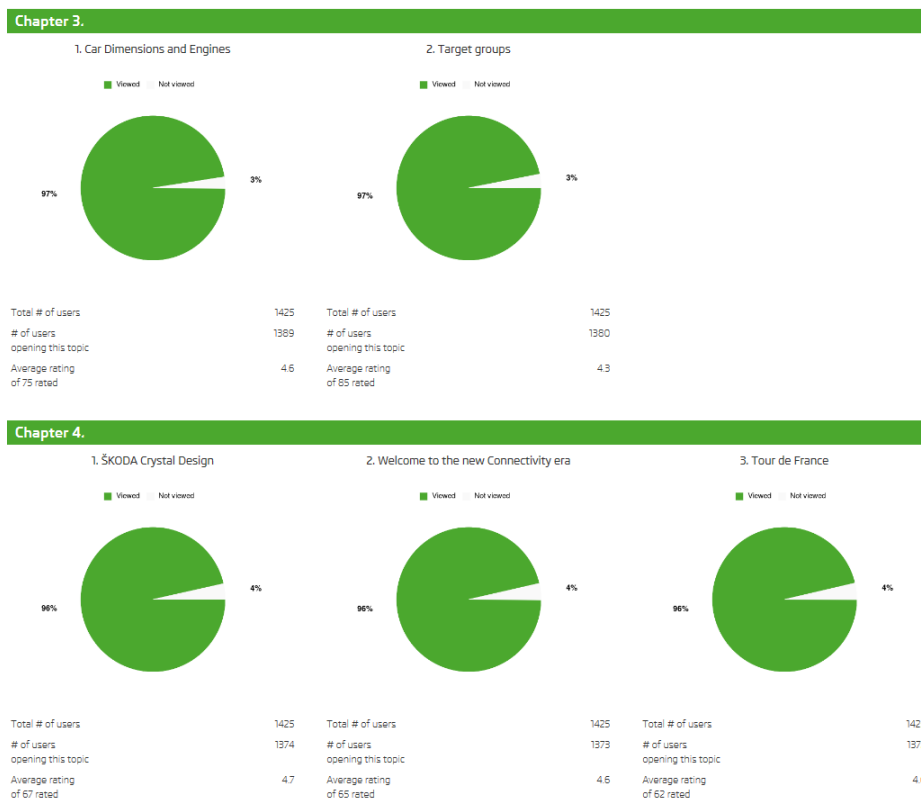 Chapter 3.
1. Car Dimensions and Engines
Viewed Not viewed
97%
3%
Total # of users 1425
# of users 1389
opening this topic
Average rating 4.6
of 75 rated
2. Target groups
Viewed Not viewed
97%
3%
Total # of users 1425
# of users 1380
opening this topic
Average rating 4.3
of 85 rated
Chapter 4.
1. ŠKODA Crystal Design
Viewed Not viewed
96%
4%
Total # of users 1425
# of users 1374
opening this topic
Average rating 4.7
of 67 rated
2. Welcome to the new Connectivity era
Viewed Not viewed
96%
4%
Total # of users 1425
# of users 1373
opening this topic
Average rating 4.6
of 65 rated
3. Tour de France
Viewed Not viewed
96%
4%
Total # of users
# of users
opening this topic
Average rating
of 62 rated